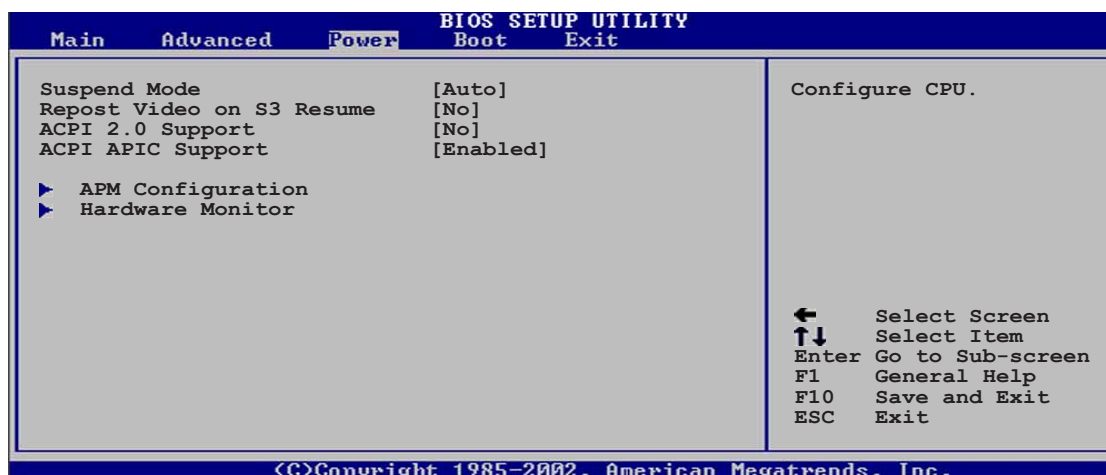 BIOS SETUP UTILITY
Main Advanced Power Boot Exit
Suspend Mode [Auto]
Repost Video on S3 Resume [No]
ACPI 2.0 Support [No]
ACPI APIC Support [Enabled]
APM Configuration
Hardware Monitor
Configure CPU.
← Select Screen
↑↓ Select Item
Enter Go to Sub-screen
F1 General Help
F10 Save and Exit
ESC Exit
(C)Copyright 1985-2002, American Megatrends, Inc.